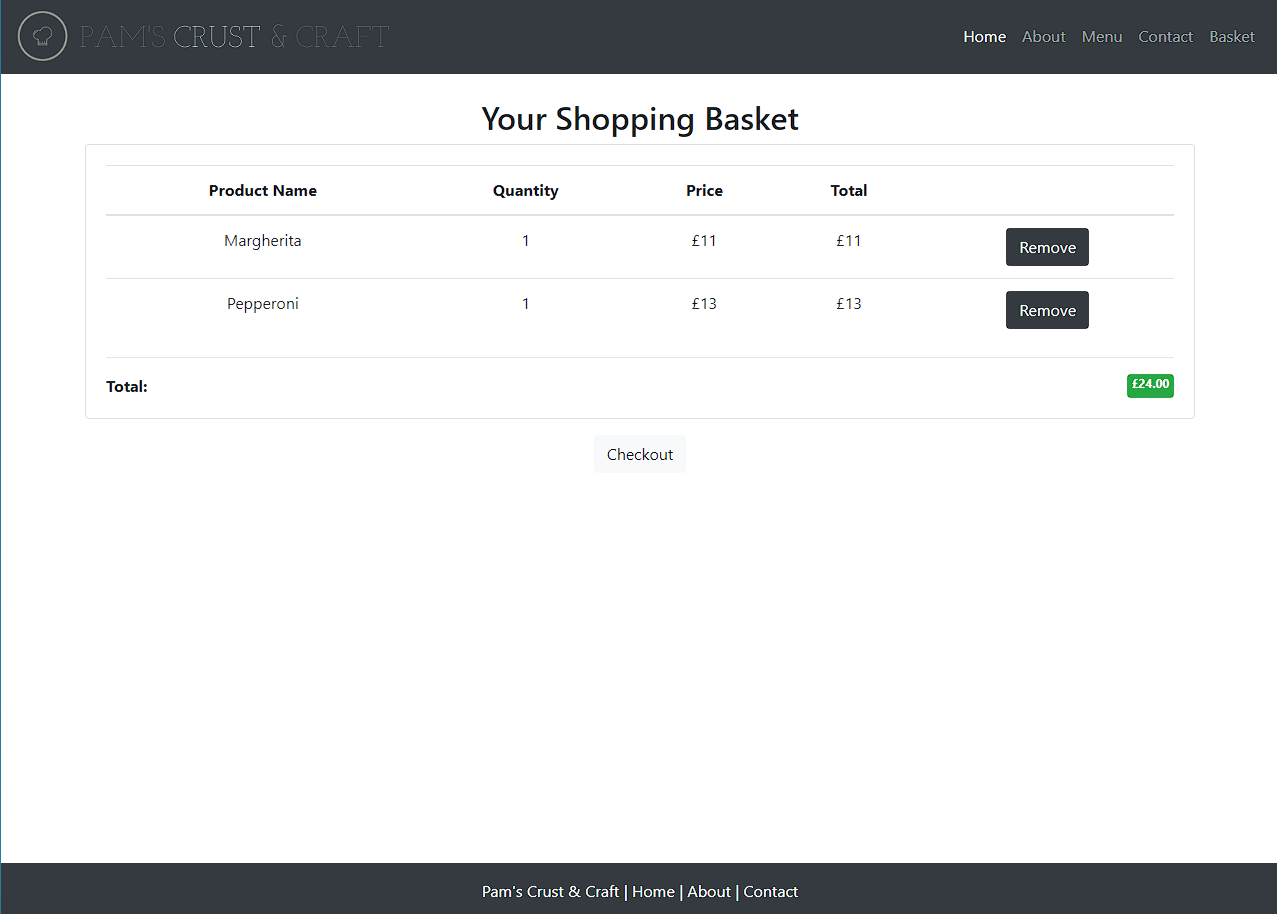 PAM'S CRUST & CRAFT
Home About Menu Contact Basket
Your Shopping Basket
Product Name Quantity Price Total
Margherita 1 £11 £11 Remove
Pepperoni 1 £13 £13 Remove
Total: £24.00
Checkout
Pam's Crust & Craft | Home | About | Contact